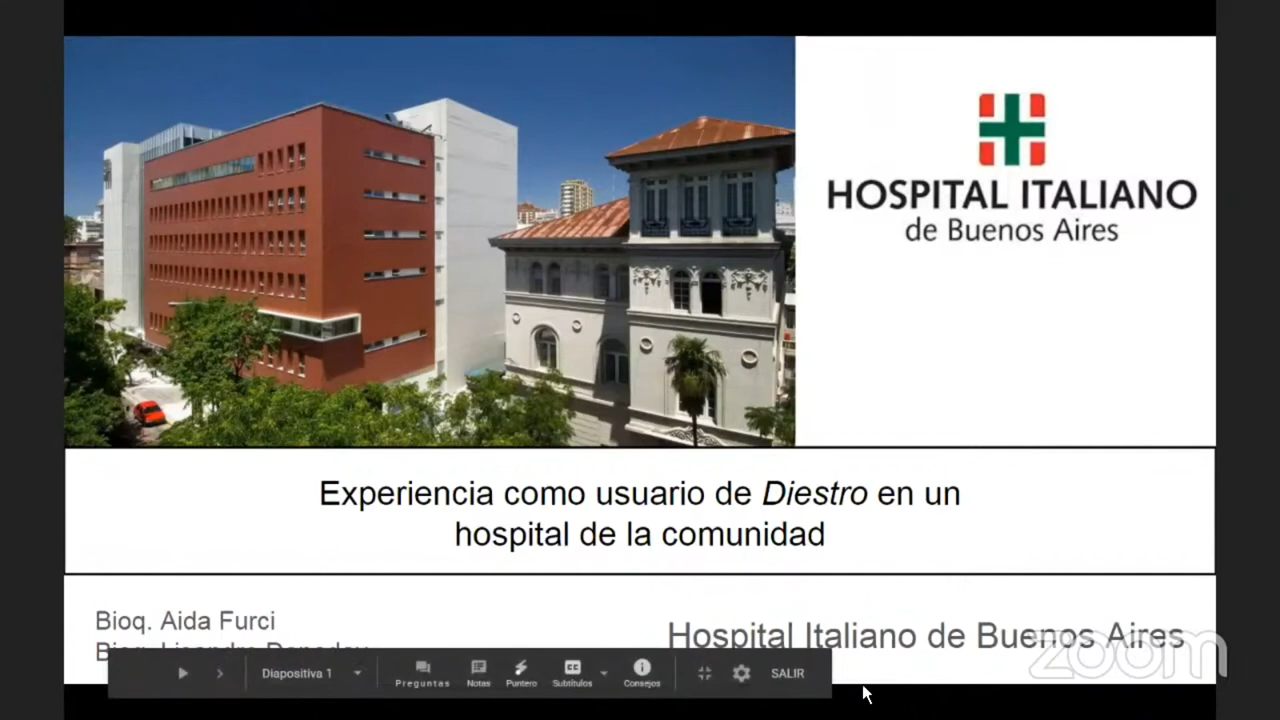 HOSPITAL ITALIANO
de Buenos Aires
Experiencia como usuario de Diestro en un
hospital de la comunidad
Bioq. Aida Furci
Hospital Italiano de Buenos Aires
zoom
Diapositiva 1
Preguntas
Notas
Puntero
Subtítulos
Consejos
SALIR